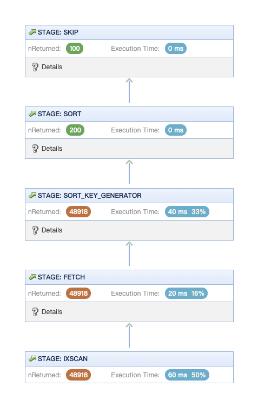 STAGE: SKIP
nReturned: 100 Execution Time: 0 ms
Details
STAGE: SORT
nReturned: 200 Execution Time: 0 ms
Details
STAGE: SORT_KEY_GENERATOR
nReturned: 48918 Execution Time: 40 ms 33%
Details
STAGE: FETCH
nReturned: 48918 Execution Time: 20 ms 16%
Details
STAGE: IXSCAN
nReturned: 48918 Execution Time: 60 ms 50%